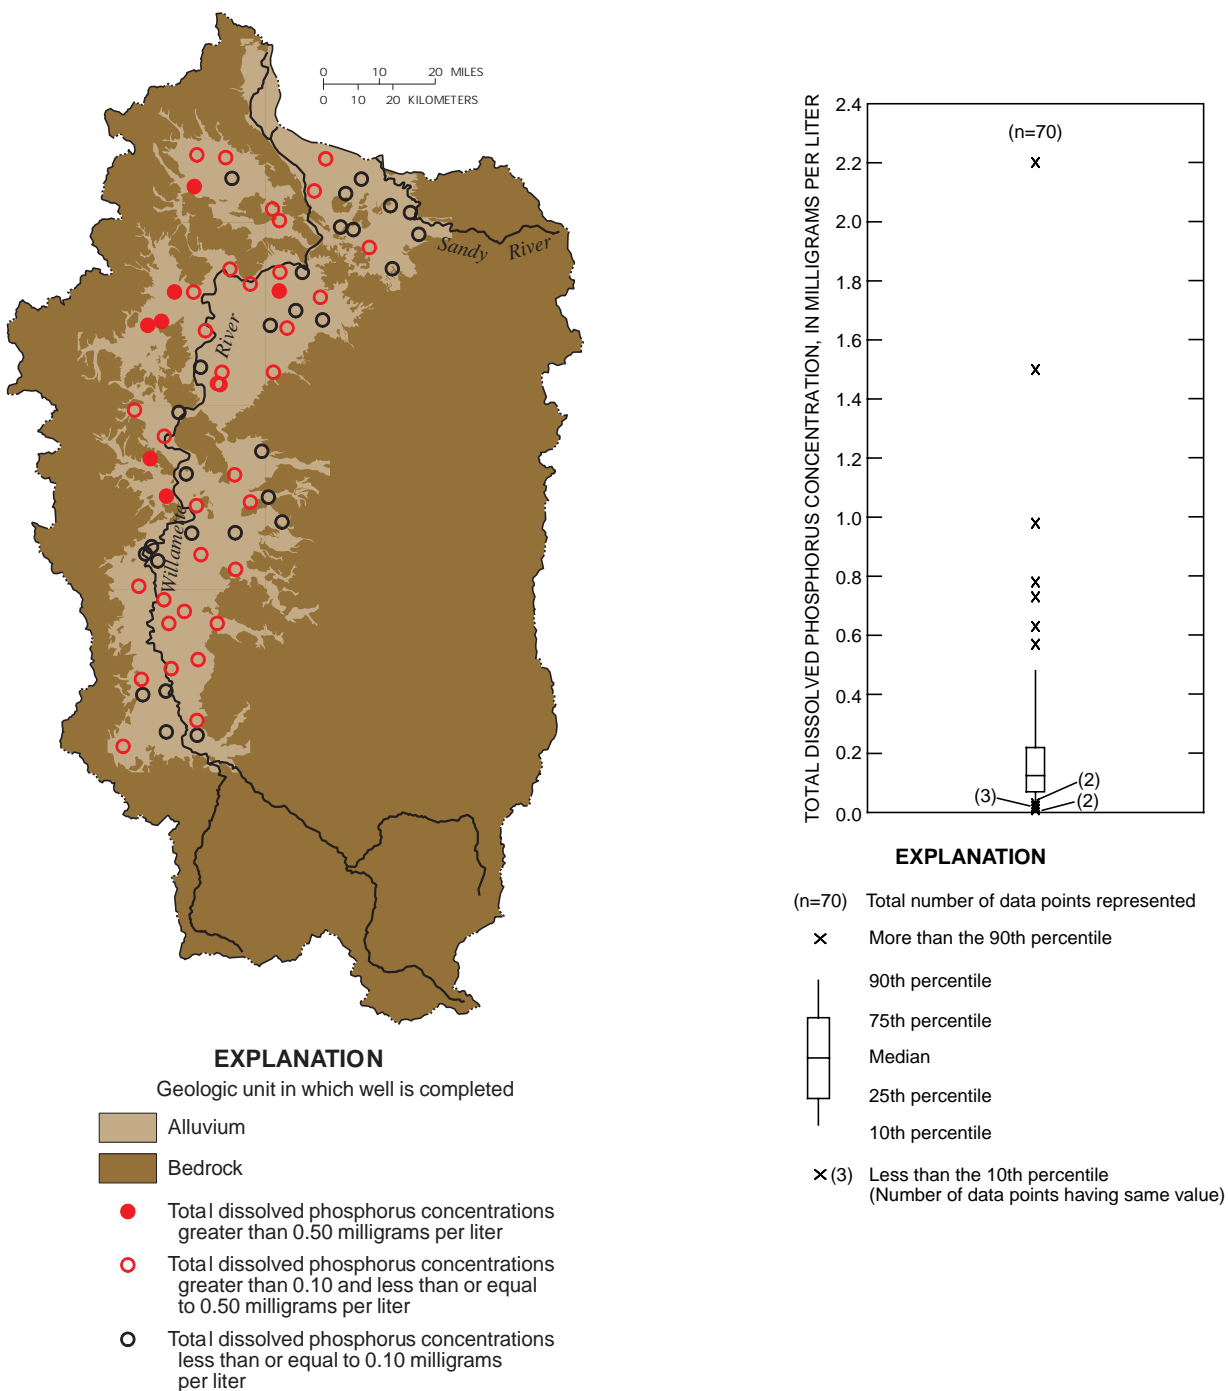 0 10 20 MILES
0 10 20 KILOMETERS
Sandy River
River
Willamette
EXPLANATION
Geologic unit in which well is completed
Alluvium
Bedrock
Total dissolved phosphorus concentrations
greater than 0.50 milligrams per liter
Total dissolved phosphorus concentrations
greater than 0.10 and less than or equal
to 0.50 milligrams per liter
Total dissolved phosphorus concentrations
less than or equal to 0.10 milligrams
per liter
TOTAL DISSOLVED PHOSPHORUS CONCENTRATION, IN MILLIGRAMS PER LITER
2.4
2.2
2.0
1.8
1.6
1.4
1.2
1.0
0.8
0.6
0.4
0.2
0.0
(n=70)
(2)
(3)
(2)
EXPLANATION
(n=70) Total number of data points represented
More than the 90th percentile
90th percentile
75th percentile
Median
25th percentile
10th percentile
(3) Less than the 10th percentile
(Number of data points having same value)